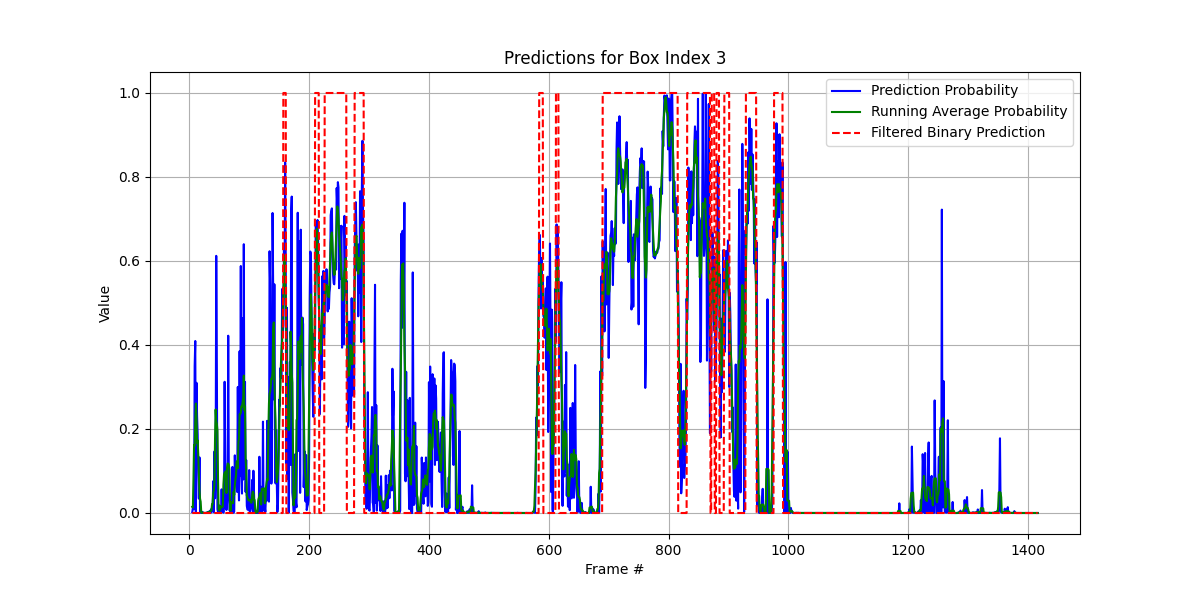 Predictions for Box Index 3
Prediction Probability
Running Average Probability
Filtered Binary Prediction
Value
1.0
0.8
0.6
0.4
0.2
0.0
0 200 400 600 800 1000 1200 1400
Frame #